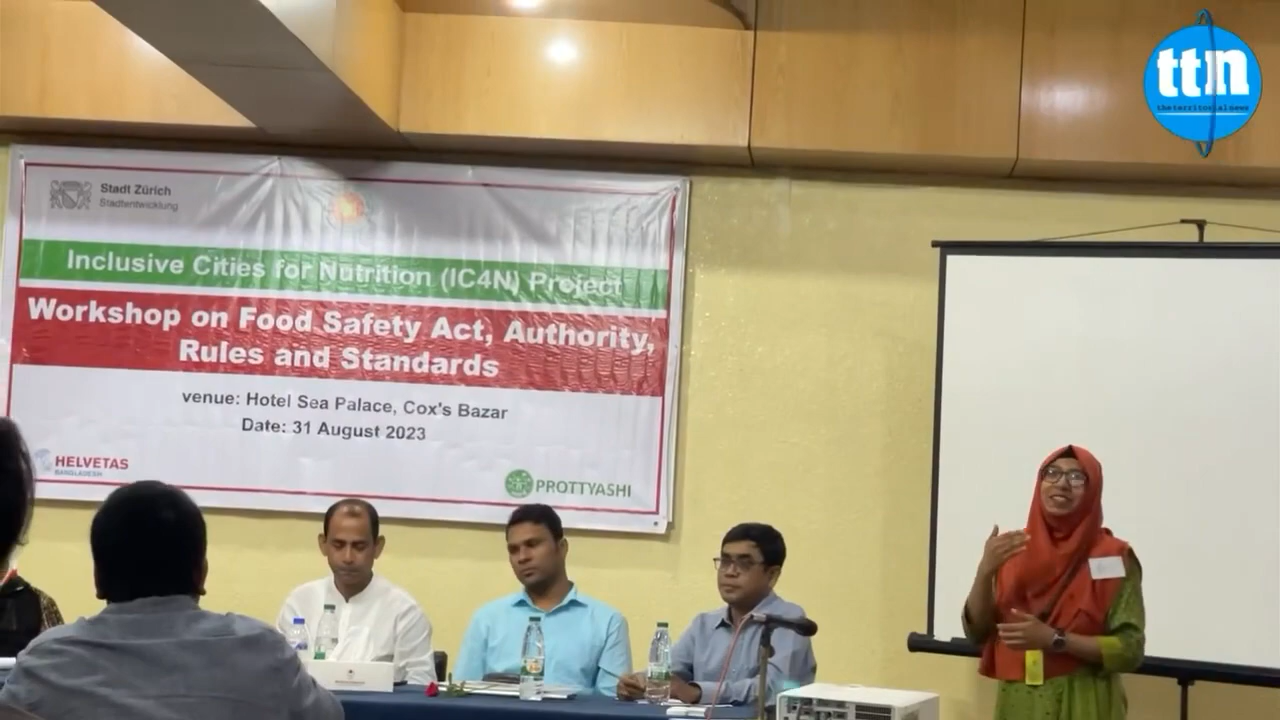 ttn
theterritorialnews
Stadt Zürich
Stadtentwicklung
Inclusive Cities for Nutrition (IC4N) Project
Workshop on Food Safety Act, Authority,
Rules and Standards
venue: Hotel Sea Palace, Cox's Bazar
Date: 31 August 2023
HELVETAS
BANGLADESH
PROTTYASHI